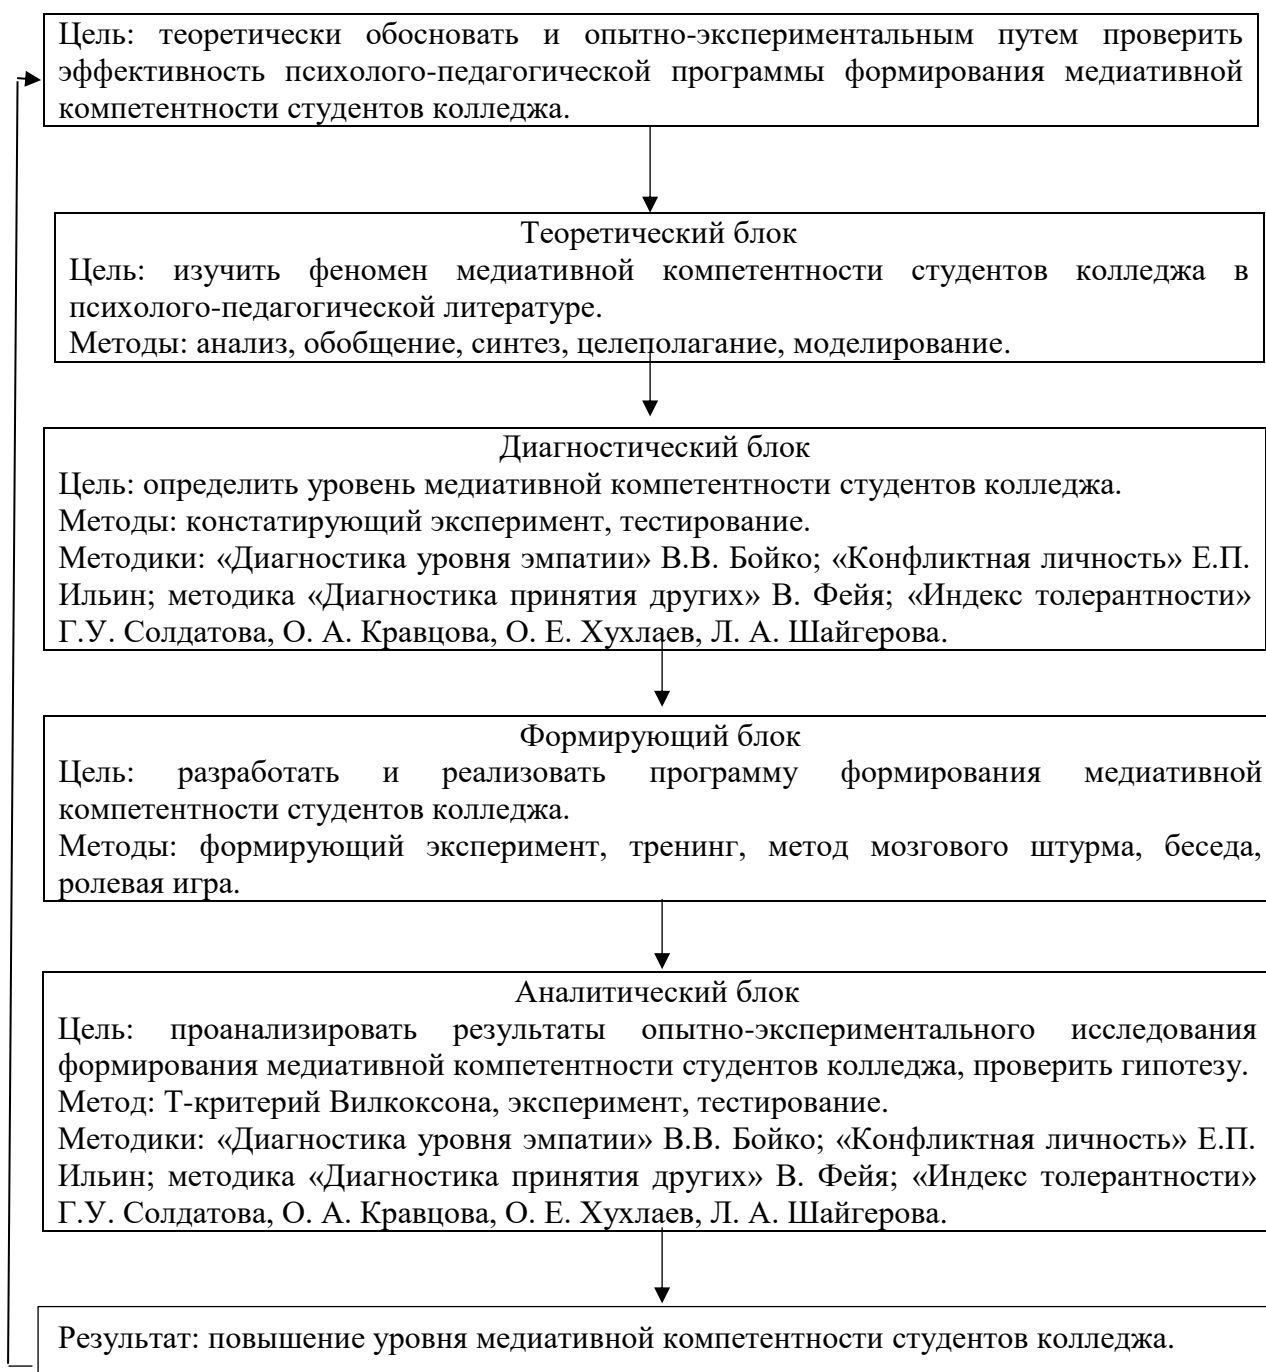 Цель: теоретически обосновать и опытно-экспериментальным путем проверить
эффективность психолого-педагогической программы формирования медиативной
компетентности студентов колледжа.
Теоретический блок
Цель: изучить феномен медиативной компетентности студентов колледжа в
психолого-педагогической литературе.
Методы: анализ, обобщение, синтез, целеполагание, моделирование.
Диагностический блок
Цель: определить уровень медиативной компетентности студентов колледжа.
Методы: констатирующий эксперимент, тестирование.
Методики: «Диагностика уровня эмпатии» В.В. Бойко; «Конфликтная личность» Е.П.
Ильин; методика «Диагностика принятия других» В. Фейя; «Индекс толерантности»
Г.У. Солдатова, О. А. Кравцова, О. Е. Хухлаев, Л. А. Шайгерова.
Формирующий блок
Цель: разработать и реализовать программу формирования медиативной
компетентности студентов колледжа.
Методы: формирующий эксперимент, тренинг, метод мозгового штурма, беседа,
ролевая игра.
Аналитический блок
Цель: проанализировать результаты опытно-экспериментального исследования
формирования медиативной компетентности студентов колледжа, проверить гипотезу.
Метод: Т-критерий Вилкоксона, эксперимент, тестирование.
Методики: «Диагностика уровня эмпатии» В.В. Бойко; «Конфликтная личность» Е.П.
Ильин; методика «Диагностика принятия других» В. Фейя; «Индекс толерантности»
Г.У. Солдатова, О. А. Кравцова, О. Е. Хухлаев, Л. А. Шайгерова.
Результат: повышение уровня медиативной компетентности студентов колледжа.